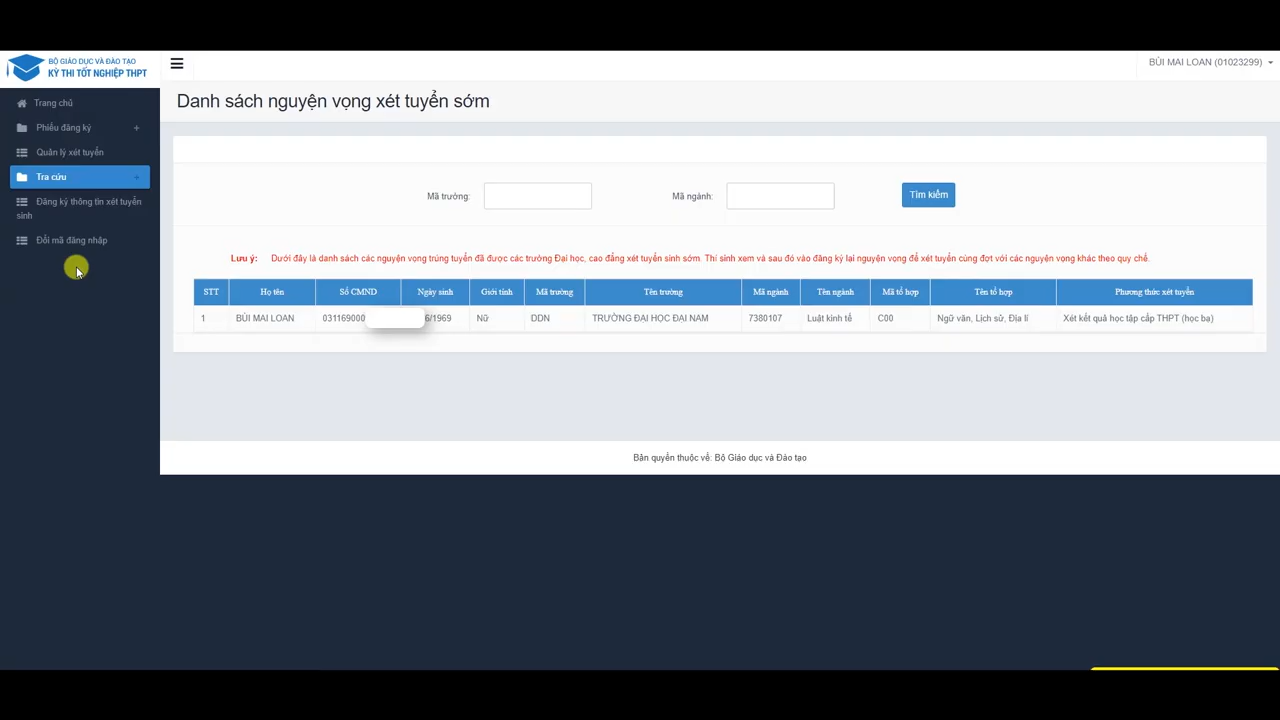 BỘ GIÁO DỤC VÀ ĐÀO TẠO
KỲ THI TỐT NGHIỆP THPT
BÙI MAI LOAN (01023299)
Trang chủ
Phiếu đăng ký +
Quản lý xét tuyển
Tra cứu +
Đăng ký thông tin xét tuyển sinh
Đổi mã đăng nhập
Danh sách nguyện vọng xét tuyển sớm
Mã trường: Mã ngành: Tìm kiếm
Lưu ý: Dưới đây là danh sách các nguyện vọng trúng tuyển đã được các trường Đại học, cao đẳng xét tuyển sinh sớm. Thí sinh xem và sau đó vào đăng ký lại nguyện vọng để xét tuyển cùng đợt với các nguyện vọng khác theo quy chế.
STT Họ tên Số CMND Ngày sinh Giới tính Mã trường Tên trường Mã ngành Tên ngành Mã tổ hợp Tên tổ hợp Phương thức xét tuyển
1 BÙI MAI LOAN 031169000 6/1969 Nữ DDN TRƯỜNG ĐẠI HỌC ĐẠI NAM 7380107 Luật kinh tế C00 Ngữ văn, Lịch sử, Địa lí Xét kết quả học tập cấp THPT (học bạ)
Bản quyền thuộc về: Bộ Giáo dục và Đào tạo